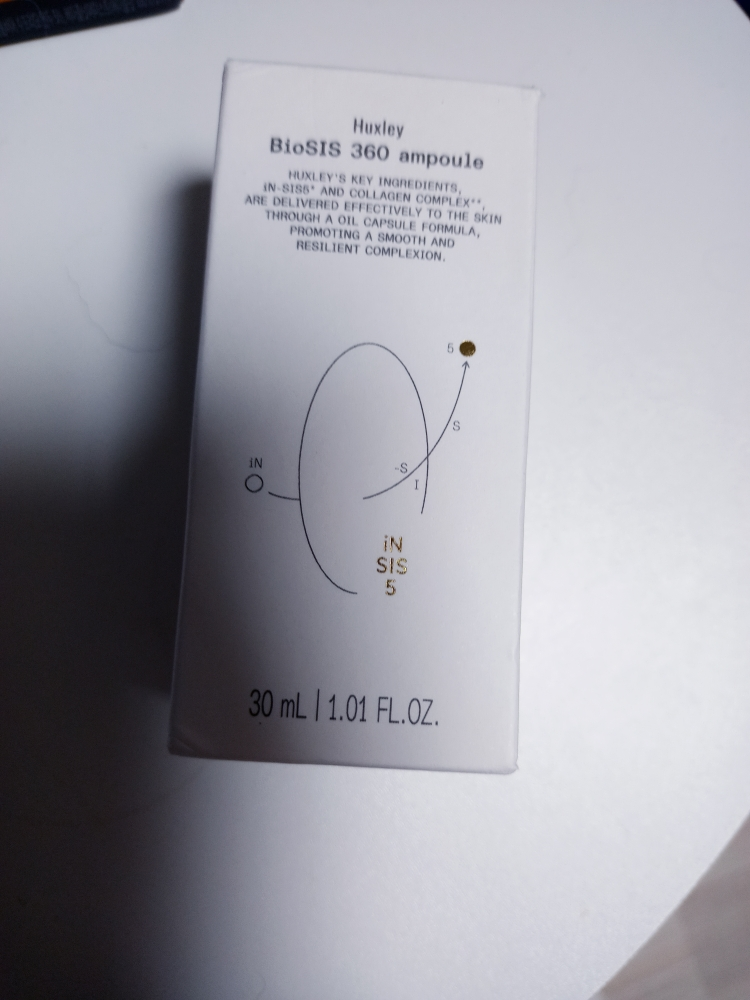 Huxley
BioSIS 360 ampoule
HUXLEY'S KEY INGREDIENTS,
iN-SIS5* AND COLLAGEN COMPLEX**,
ARE DELIVERED EFFECTIVELY TO THE SKIN
THROUGH A OIL CAPSULE FORMULA,
PROMOTING A SMOOTH AND
RESILIENT COMPLEXION.
5
S
iN
-S
I
iN
SIS
5
30 mL | 1.01 FL.OZ.